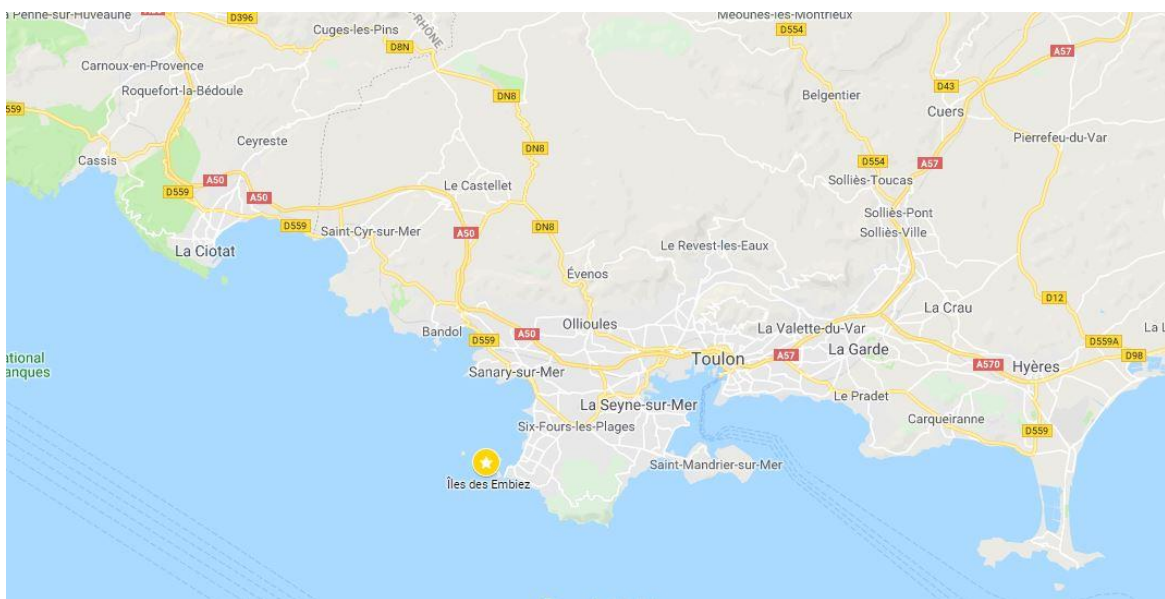 La Penne-sur-Huveaune
D396
Cuges-les-Pins
RHÔNE
D8N
Méounes-lès-Montrieux
D554
A57
Carnoux-en-Provence
Roquefort-la-Bédoule
559
DN8
Belgentier
D43
Cuers
Ceyreste
Cassis
DN8
Pierrefeu-du-Var
A50
D559
A50
Le Castellet
D554
A57
Solliès-Toucas
D559
Saint-Cyr-sur-Mer
A50
DN8
Solliès-Pont
Solliès-Ville
La Ciotat
Le Revest-les-Eaux
Évenos
D12
La Crau
Bandol
D559
A50
Ollioules
La Valette-du-Var
La Garde
D559A
D98
ational
anques
Sanary-sur-Mer
Toulon
A57
A570
Hyères
La Seyne-sur-Mer
Le Pradet
Carqueiranne
Six-Fours-les-Plages
D559
Îles des Embiez
Saint-Mandrier-sur-Mer